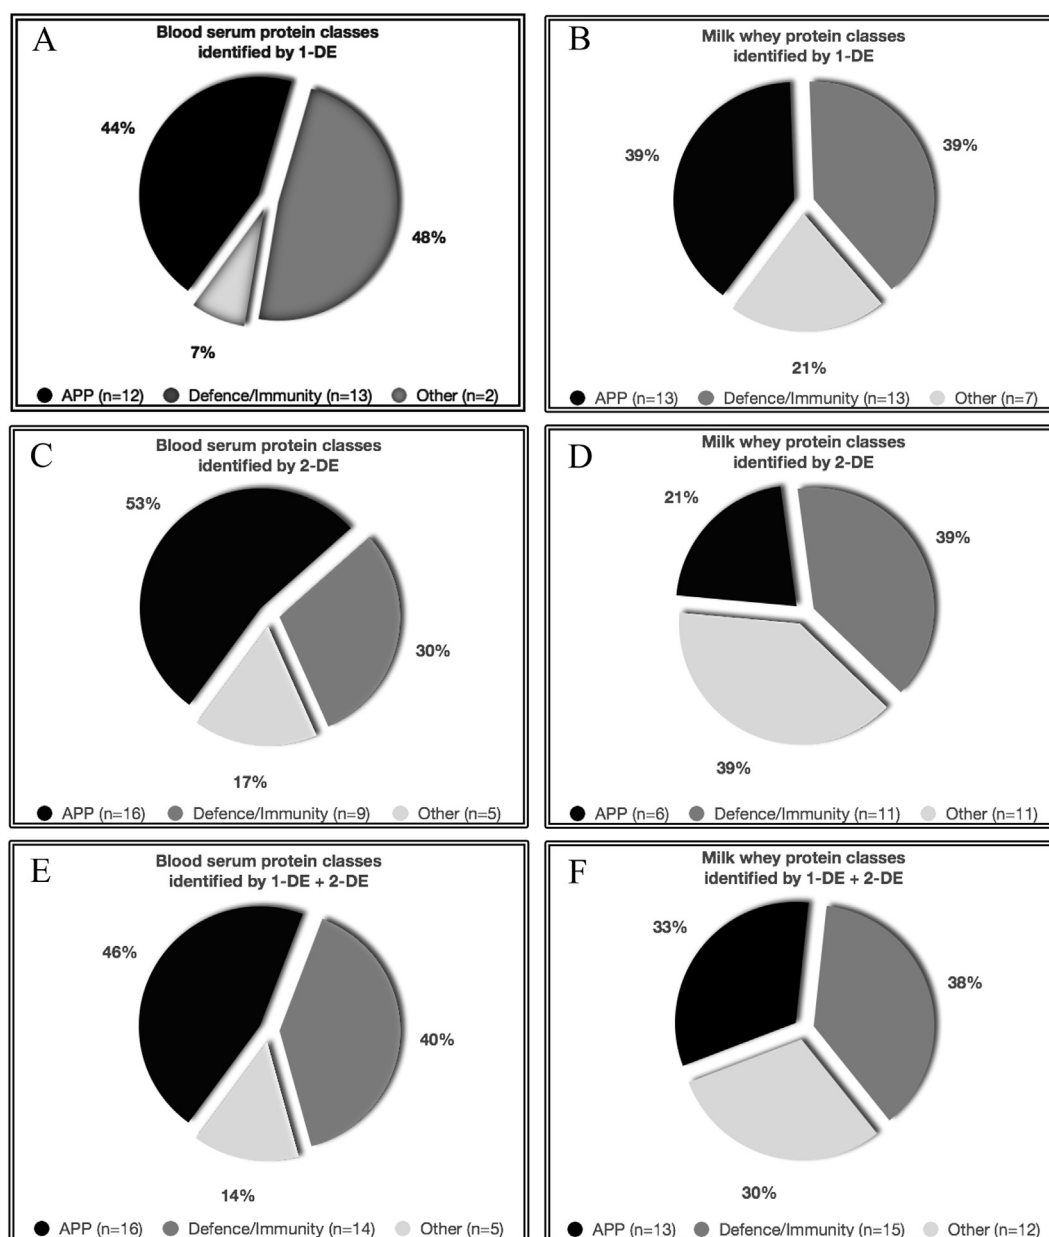 A
Blood serum protein classes
identified by 1-DE
44%
48%
7%
APP (n=12) Defence/Immunity (n=13) Other (n=2)
B
Milk whey protein classes
identified by 1-DE
39%
39%
21%
APP (n=13) Defence/Immunity (n=13) Other (n=7)
C
Blood serum protein classes
identified by 2-DE
53%
30%
17%
APP (n=16) Defence/Immunity (n=9) Other (n=5)
D
Milk whey protein classes
identified by 2-DE
21%
39%
39%
APP (n=6) Defence/Immunity (n=11) Other (n=11)
E
Blood serum protein classes
identified by 1-DE + 2-DE
46%
40%
14%
APP (n=16) Defence/Immunity (n=14) Other (n=5)
F
Milk whey protein classes
identified by 1-DE + 2-DE
33%
38%
30%
APP (n=13) Defence/Immunity (n=15) Other (n=12)